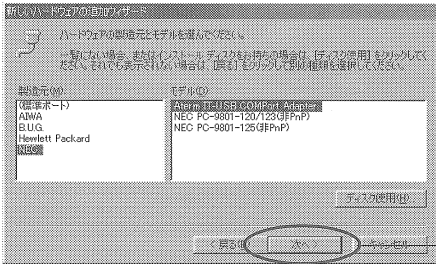 新しいハードウェアの追加ウィザード
ハードウェアの製造元とモデルを選んでください。
一覧にない場合、またはインストール ディスクをお持ちの場合は、[ディスク使用] をクリックしてください。それでも表示されない場合は、[戻る] をクリックして別の種類を選択してください。
製造元(M):
モデル(D):
(標準ポート)
AIWA
B.U.G.
Hewlett Packard
NEC
Aterm IT-USB COMPort Adapter
NEC PC-9801-120/123(非PnP)
NEC PC-9801-125(非PnP)
ディスク使用(H)...
< 戻る(B)
次へ >
キャンセル